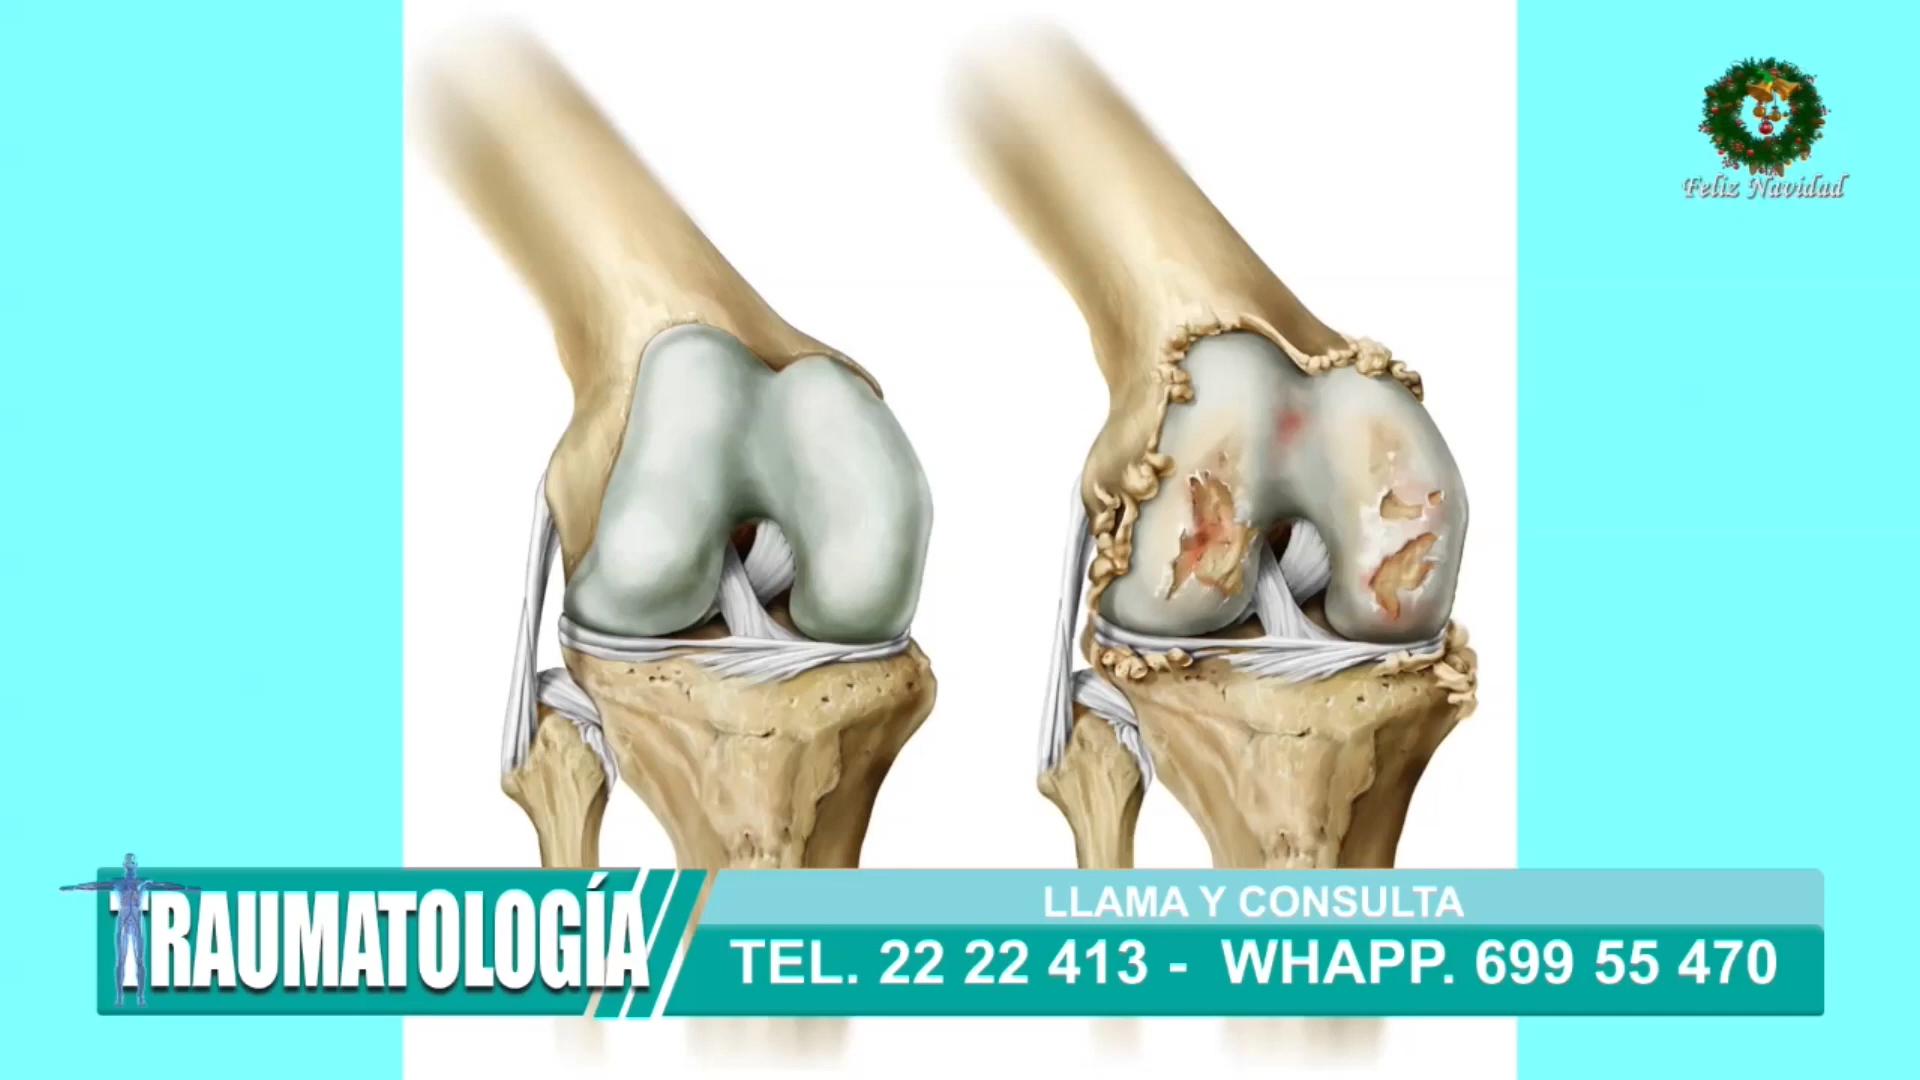 Feliz Navidad
TRAUMATOLOGÍA
LLAMA Y CONSULTA
TEL. 22 22 413 - WHAPP. 699 55 470